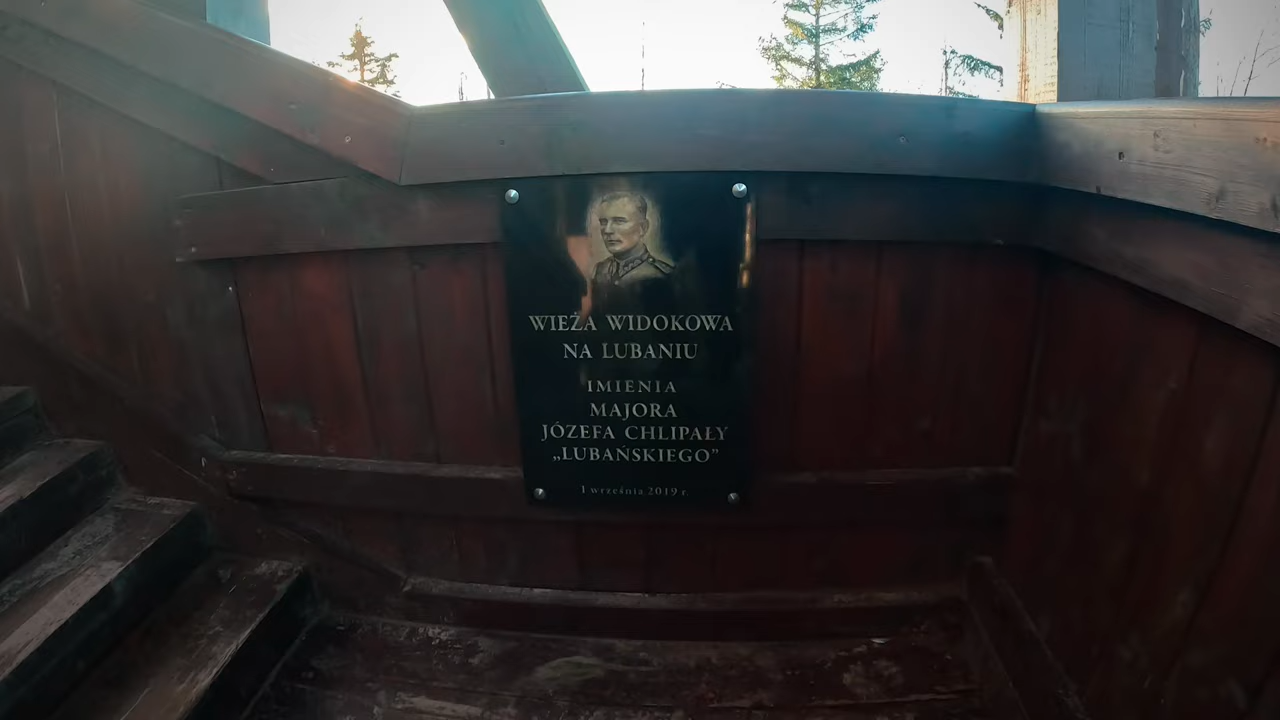 WIEŻA WIDOKOWA
NA LUBANIU
IMIENIA
MAJORA
JÓZEFA CHLIPAŁY
„LUBAŃSKIEGO”
1 września 2019 r.